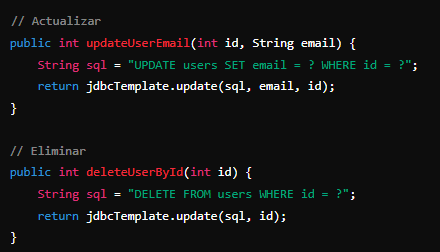 // Actualizar
public int updateUserEmail(int id, String email) {
    String sql = "UPDATE users SET email = ? WHERE id = ?";
    return jdbcTemplate.update(sql, email, id);
}

// Eliminar
public int deleteUserById(int id) {
    String sql = "DELETE FROM users WHERE id = ?";
    return jdbcTemplate.update(sql, id);
}